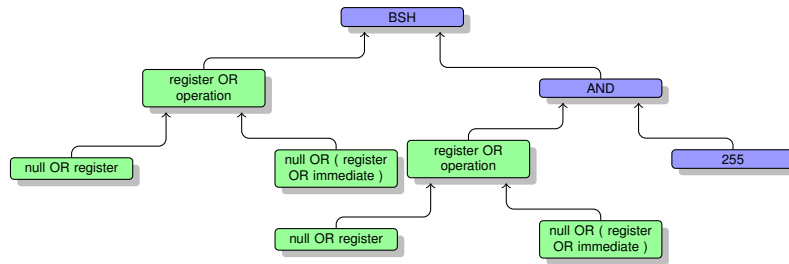 BSH
register OR
operation
AND
null OR register
null OR ( register
OR immediate )
register OR
operation
255
null OR register
null OR ( register
OR immediate )